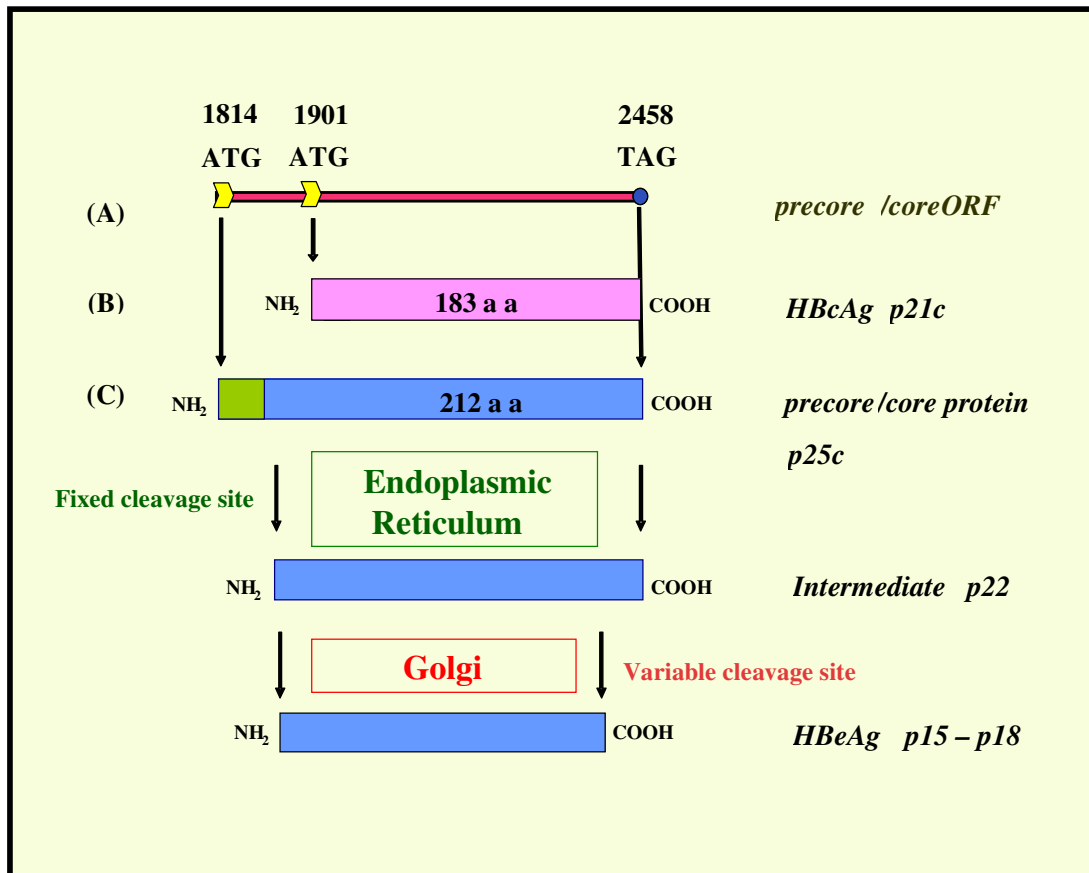 1814 1901 2458
ATG ATG TAG
(A) precore /coreORF
(B) NH2 183 a a COOH HBcAg p21c
(C) NH2 212 a a COOH precore/core protein
p25c
Fixed cleavage site Endoplasmic
Reticulum
NH2 COOH Intermediate p22
Golgi Variable cleavage site
NH2 COOH HBeAg p15 – p18